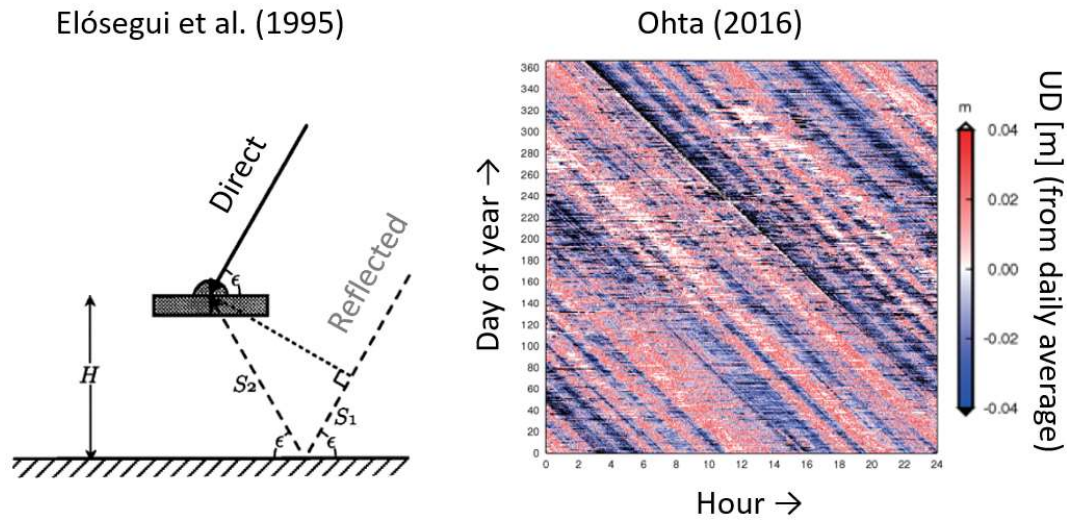 Elósegui et al. (1995)
Direct
Reflected
ϵ
H
S2
S1
ϵ
ϵ
Ohta (2016)
Day of year →
360
340
320
300
280
260
240
220
200
180
160
140
120
100
80
60
40
20
0
0 2 4 6 8 10 12 14 16 18 20 22 24
Hour →
m
0.04
0.02
0.00
-0.02
-0.04
UD [m] (from daily average)